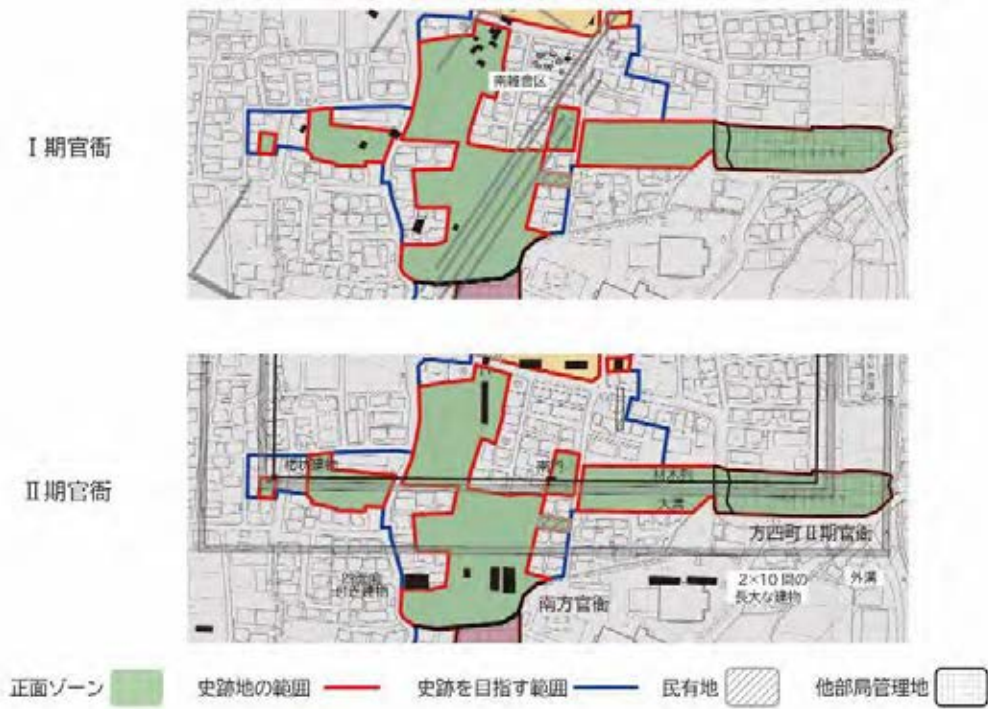 Ⅰ期官衙
南雑舎区
Ⅱ期官衙
南門
材木列
大溝
方四町Ⅱ期官衙
南方官衙
2×10間の
長大な建物
外溝
正面ゾーン
史跡地の範囲
史跡を目指す範囲
民有地
他部局管理地